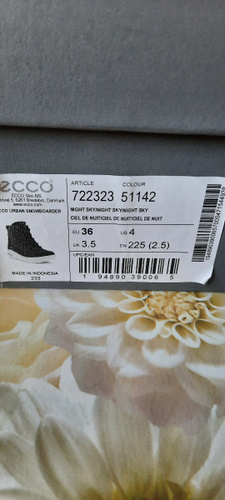 ecco
ECCO Sko A/S
6261 Bredebro, Denmark
www.ecco.com
ECCO URBAN SNOWBOARDER
MADE IN INDONESIA
ARTICLE COLOUR
722323 51142
NIGHT SKY/NIGHT SKY/NIGHT SKY
CIEL DE NUIT/CIEL DE NUIT/CIEL DE NUIT
EU 36 US 4
UK 3.5 CN 225 (2.5)
UPC/EAN
1 94890 39006 5